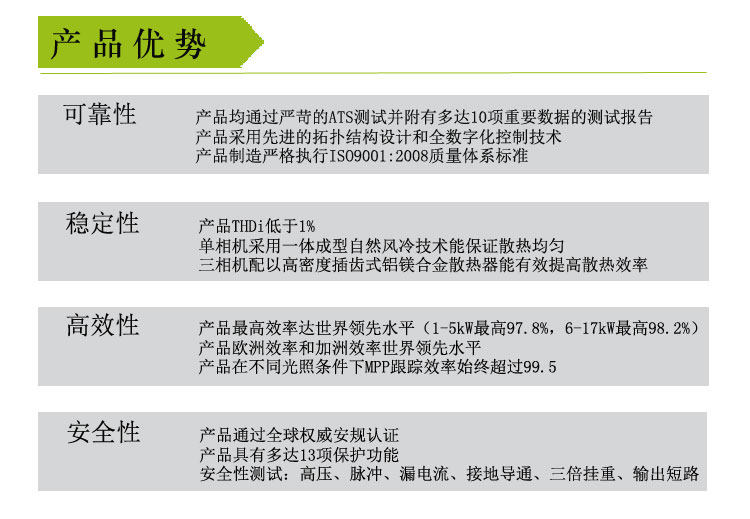 产品优势
可靠性
产品均通过严苛的ATS测试并附有多达10项重要数据的测试报告
产品采用先进的拓扑结构设计和全数字化控制技术
产品制造严格执行ISO9001:2008质量体系标准
稳定性
产品THDi低于1%
单相机采用一体成型自然风冷技术能保证散热均匀
三相机配以高密度插齿式铝镁合金散热器能有效提高散热效率
高效性
产品最高效率达世界领先水平（1-5kW最高97.8%，6-17kW最高98.2%）
产品欧洲效率和加洲效率世界领先水平
产品在不同光照条件下MPP跟踪效率始终超过99.5
安全性
产品通过全球权威安规认证
产品具有多达13项保护功能
安全性测试：高压、脉冲、漏电流、接地导通、三倍挂重、输出短路